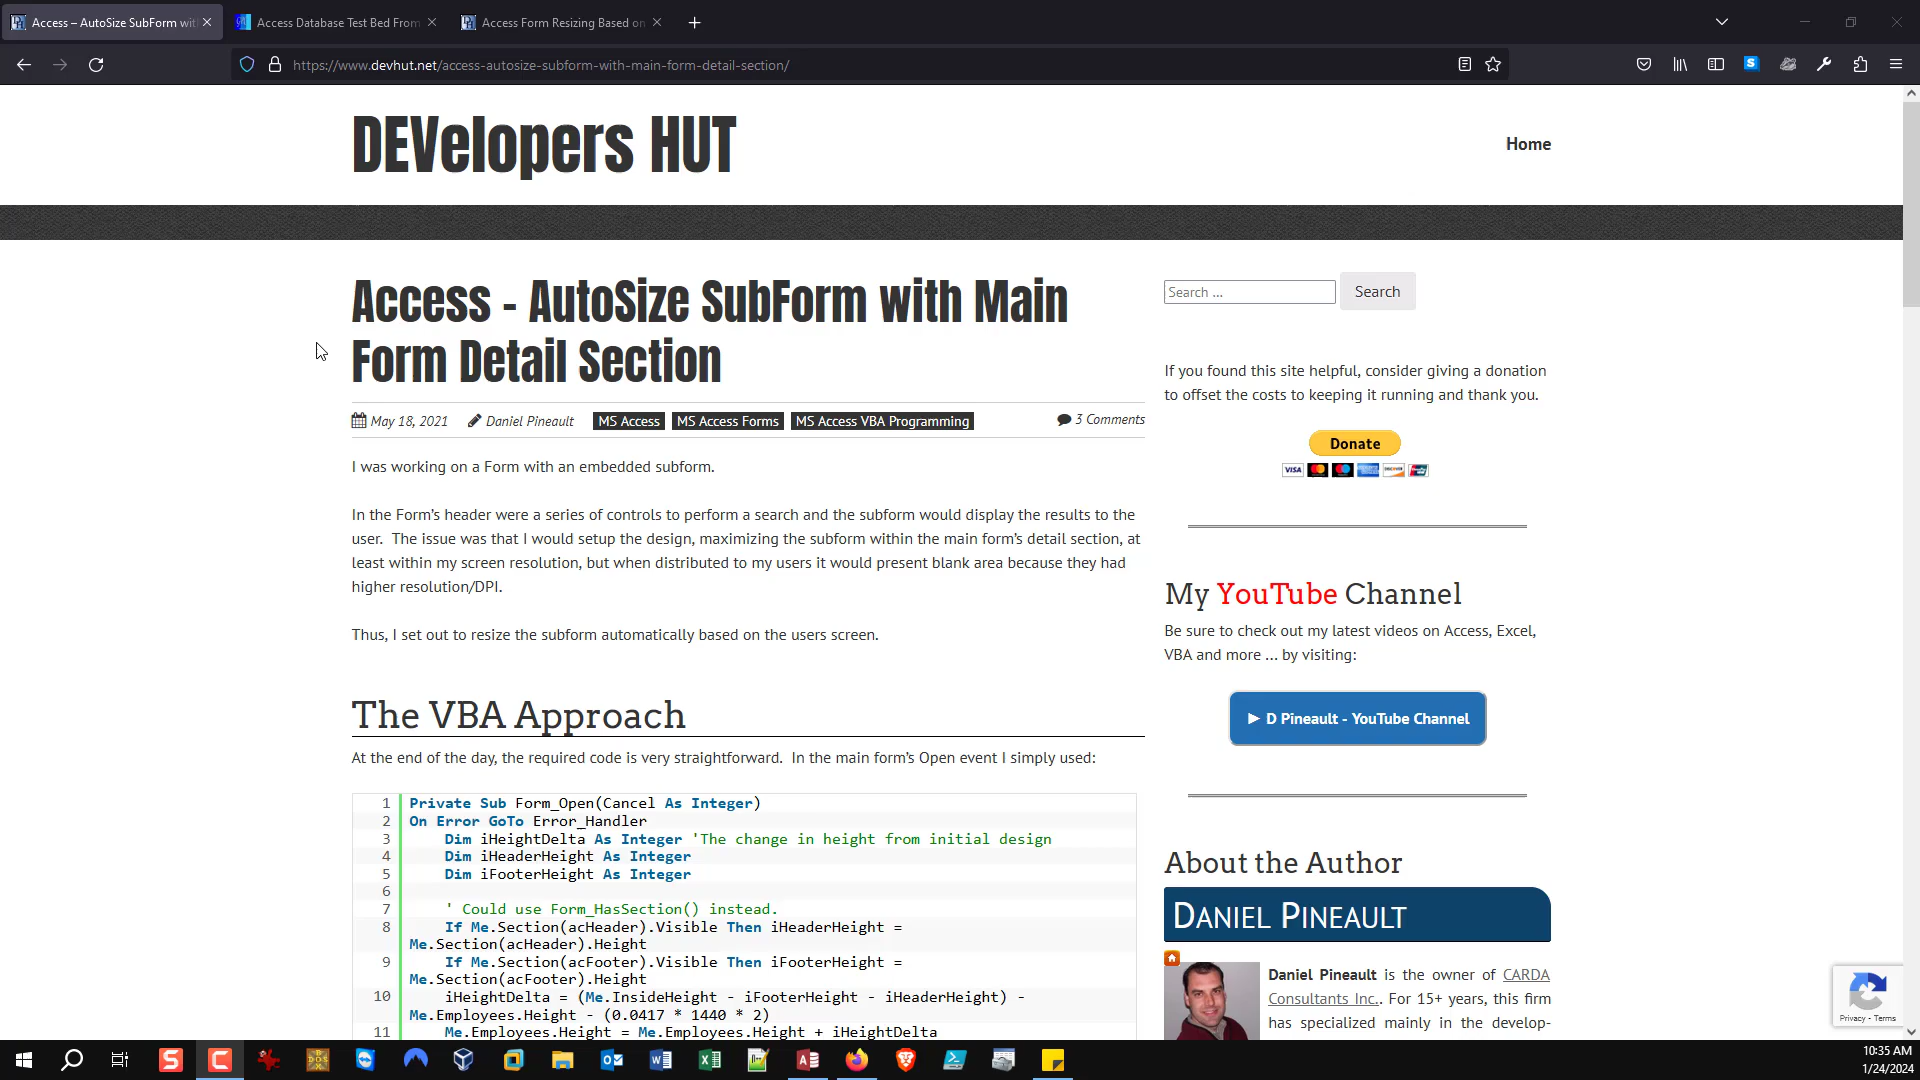 Access – AutoSize SubForm wit
Access Database Test Bed From
Access Form Resizing Based on
https://www.devhut.net/access-autosize-subform-with-main-form-detail-section/
DEVelopers HUT
Home
Access – AutoSize SubForm with Main
Form Detail Section
May 18, 2021 Daniel Pineault MS Access MS Access Forms MS Access VBA Programming 3 Comments
I was working on a Form with an embedded subform.
In the Form's header were a series of controls to perform a search and the subform would display the results to the
user. The issue was that I would setup the design, maximizing the subform within the main form's detail section, at
least within my screen resolution, but when distributed to my users it would present blank area because they had
higher resolution/DPI.
Thus, I set out to resize the subform automatically based on the users screen.
The VBA Approach
At the end of the day, the required code is very straightforward. In the main form's Open event I simply used:
1 Private Sub Form_Open(Cancel As Integer)
2 On Error GoTo Error_Handler
3 Dim iHeightDelta As Integer 'The change in height from initial design
4 Dim iHeaderHeight As Integer
5 Dim iFooterHeight As Integer
6
7 ' Could use Form_HasSection() instead.
8 If Me.Section(acHeader).Visible Then iHeaderHeight =
Me.Section(acHeader).Height
9 If Me.Section(acFooter).Visible Then iFooterHeight =
Me.Section(acFooter).Height
10 iHeightDelta = (Me.InsideHeight - iFooterHeight - iHeaderHeight) -
Me.Employees.Height - (0.0417 * 1440 * 2)
11 Me.Employees.Height = Me.Employees.Height + iHeightDelta
Search ...
Search
If you found this site helpful, consider giving a donation
to offset the costs to keeping it running and thank you.
Donate
VISA
My YouTube Channel
Be sure to check out my latest videos on Access, Excel,
VBA and more … by visiting:
► D Pineault - YouTube Channel
About the Author
Daniel Pineault
Daniel Pineault is the owner of CARDA
Consultants Inc.. For 15+ years, this firm
has specialized mainly in the develop-
Privacy - Terms
10:35 AM
1/24/2024